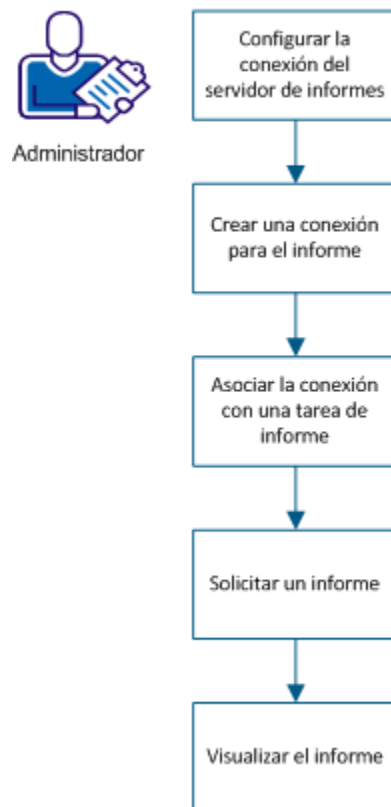 Administrador
Configurar la
conexión del
servidor de informes
Crear una conexión
para el informe
Asociar la conexión
con una tarea de
informe
Solicitar un informe
Visualizar el informe